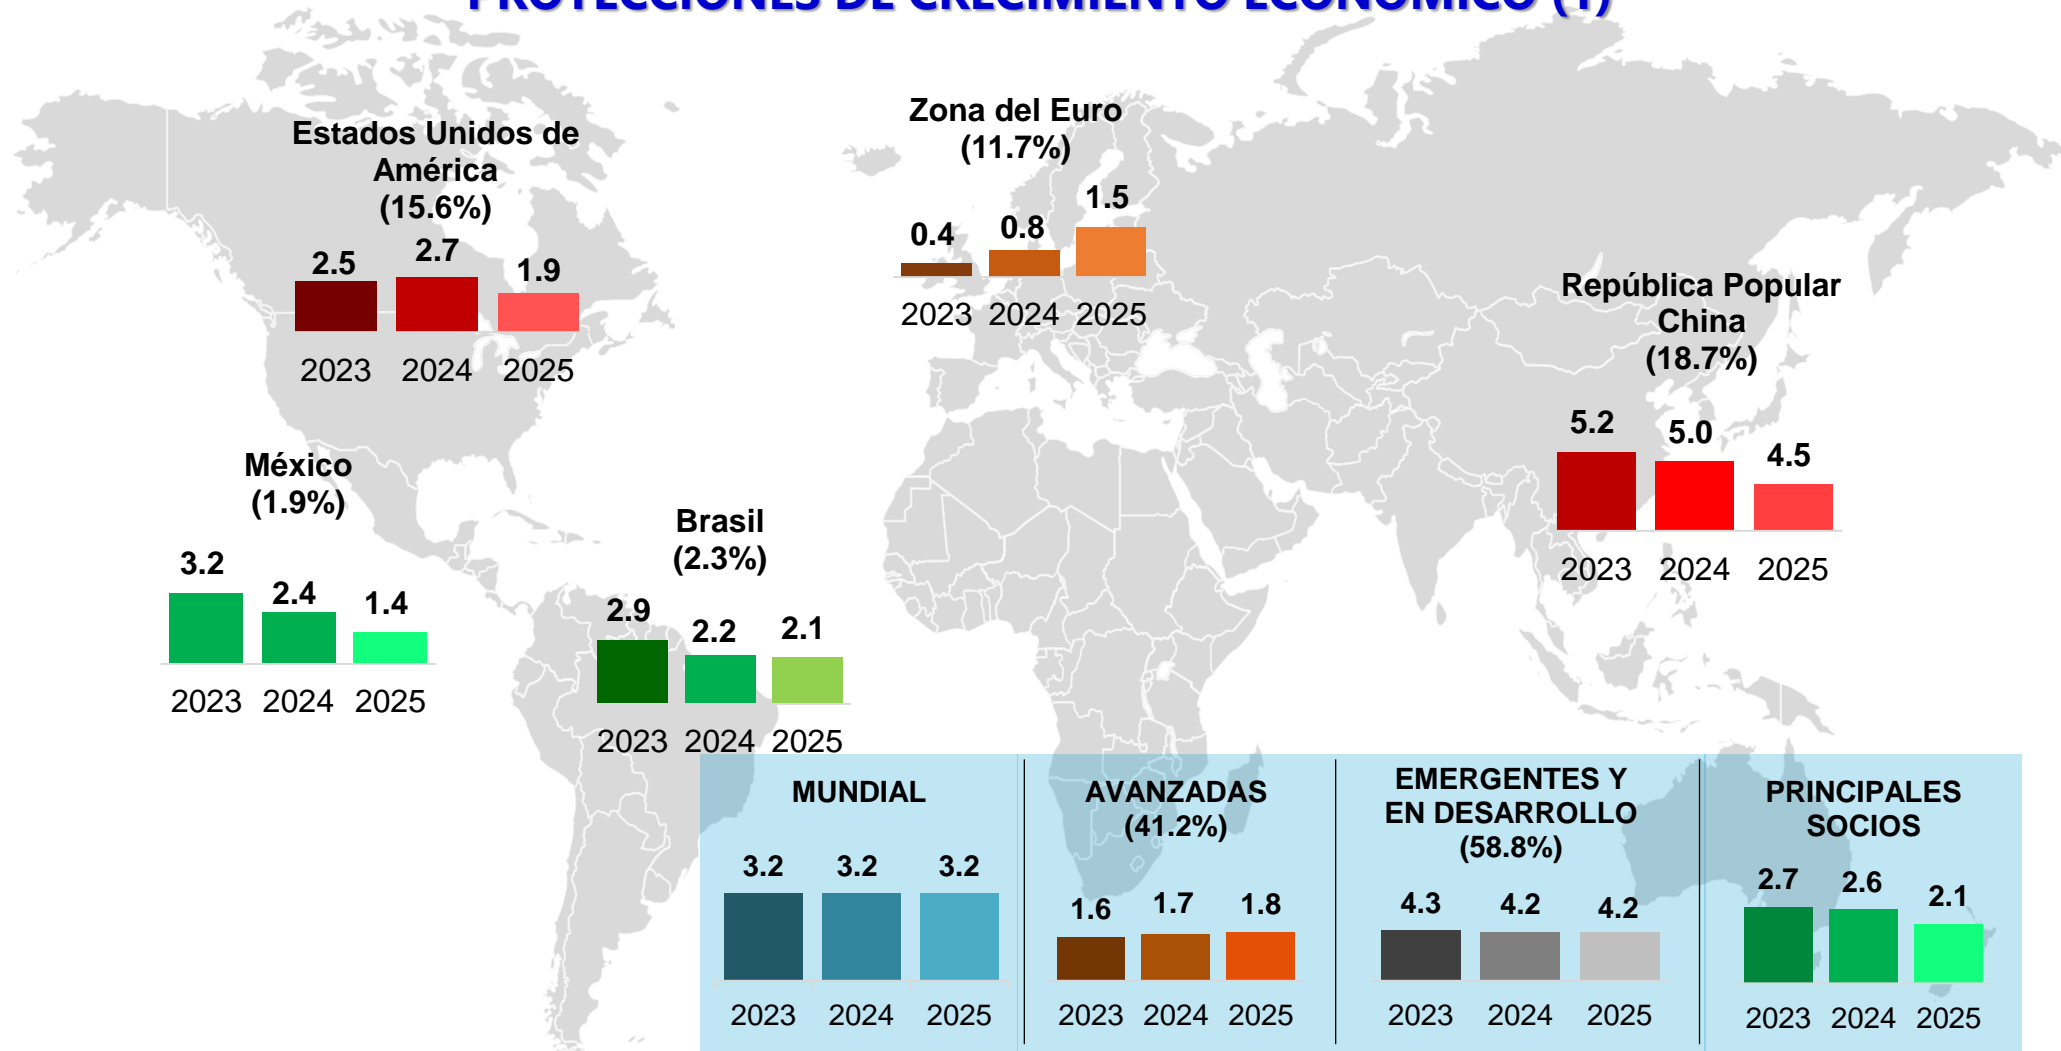 PROYECCIONES DE CRECIMIENTO ECONÓMICO (1)
Estados Unidos de
América
(15.6%)
2.5 2.7 1.9
2023 2024 2025
Zona del Euro
(11.7%)
0.4 0.8 1.5
2023 2024 2025
República Popular
China
(18.7%)
5.2 5.0 4.5
2023 2024 2025
México
(1.9%)
3.2 2.4 1.4
2023 2024 2025
Brasil
(2.3%)
2.9 2.2 2.1
2023 2024 2025
MUNDIAL
3.2 3.2 3.2
2023 2024 2025
AVANZADAS
(41.2%)
1.6 1.7 1.8
2023 2024 2025
EMERGENTES Y
EN DESARROLLO
(58.8%)
4.3 4.2 4.2
2023 2024 2025
PRINCIPALES
SOCIOS
2.7 2.6 2.1
2023 2024 2025